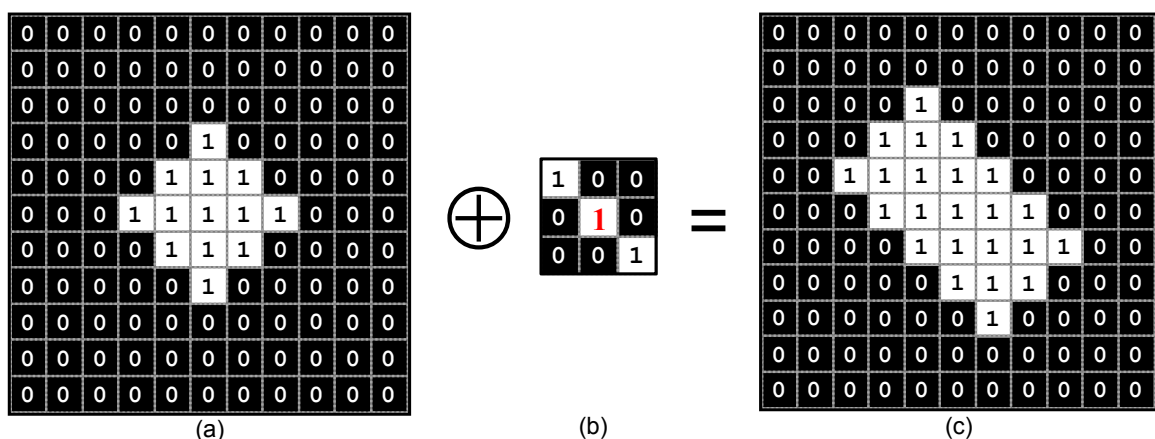 0 0 0 0 0 0 0 0 0 0 0
0 0 0 0 0 0 0 0 0 0 0
0 0 0 0 0 0 0 0 0 0 0
0 0 0 0 0 1 0 0 0 0 0
0 0 0 0 1 1 1 0 0 0 0
0 0 0 1 1 1 1 1 0 0 0
0 0 0 0 1 1 1 0 0 0 0
0 0 0 0 0 1 0 0 0 0 0
0 0 0 0 0 0 0 0 0 0 0
0 0 0 0 0 0 0 0 0 0 0
0 0 0 0 0 0 0 0 0 0 0
(a)
⊕
1 0 0
0 1 0
0 0 1
(b)
=
0 0 0 0 0 0 0 0 0 0 0
0 0 0 0 0 0 0 0 0 0 0
0 0 0 0 1 0 0 0 0 0 0
0 0 0 1 1 1 0 0 0 0 0
0 0 1 1 1 1 1 0 0 0 0
0 0 0 1 1 1 1 1 0 0 0
0 0 0 0 1 1 1 1 1 0 0
0 0 0 0 0 1 1 1 0 0 0
0 0 0 0 0 0 1 0 0 0 0
0 0 0 0 0 0 0 0 0 0 0
0 0 0 0 0 0 0 0 0 0 0
(c)